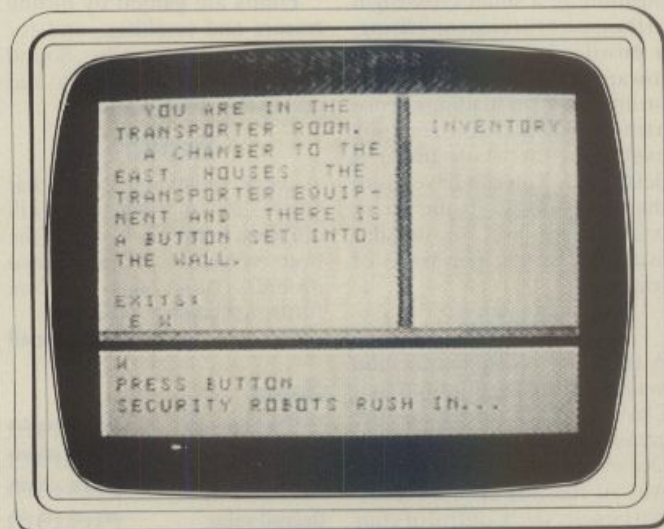 YOU ARE IN THE
TRANSPORTER ROOM.
A CHAMBER TO THE
EAST HOUSES THE
TRANSPORTER EQUIP-
MENT AND THERE IS
A BUTTON SET INTO
THE WALL.
EXITS:
E W
INVENTORY
W
PRESS BUTTON
SECURITY ROBOTS RUSH IN...